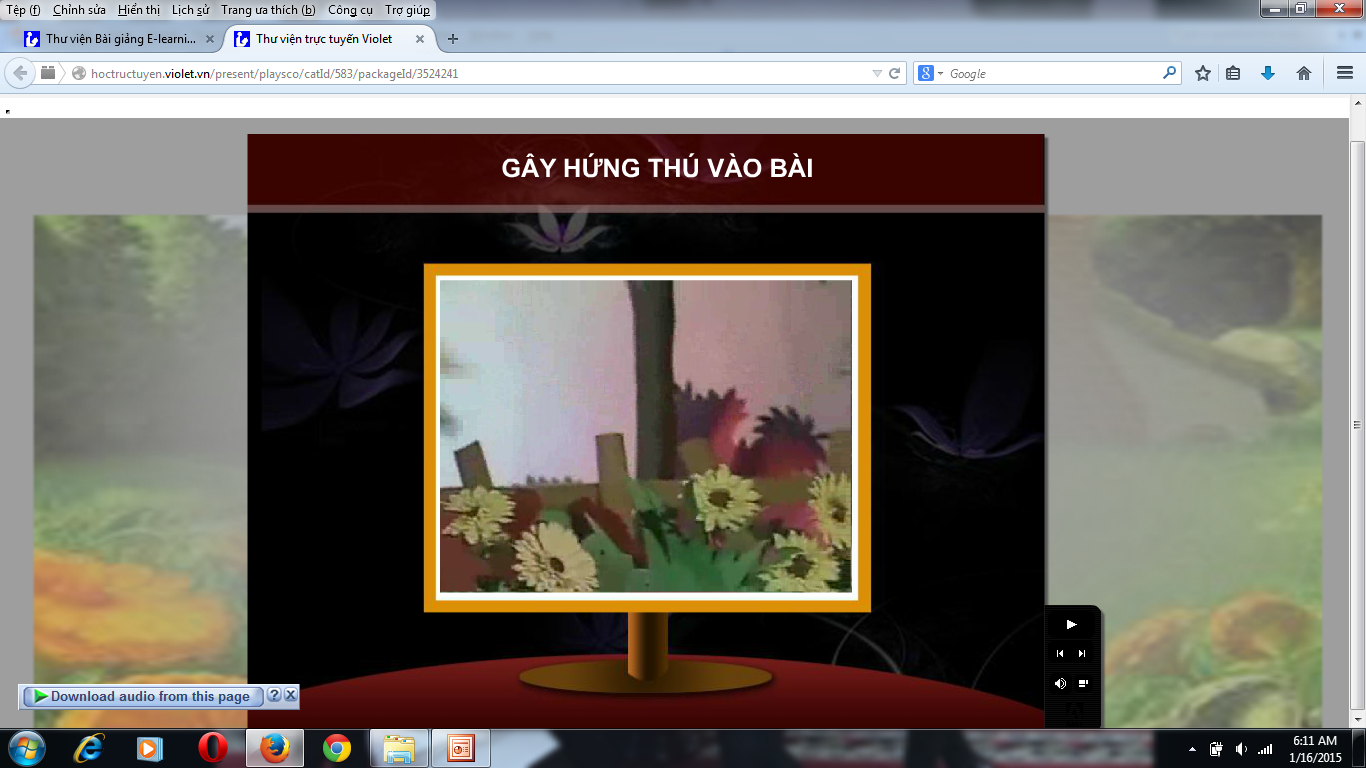 Tệp (f) Chỉnh sửa Hiển thị Lịch sử Trang ưa thích (b) Công cụ Trợ giúp
Thư viện Bài giảng E-learni... Thư viện trực tuyến Violet
hoctructuyen.violet.vn/present/playsco/catId/583/packageId/3524241 Google
GÂY HỨNG THÚ VÀO BÀI
Download audio from this page ?
6:11 AM
1/16/2015